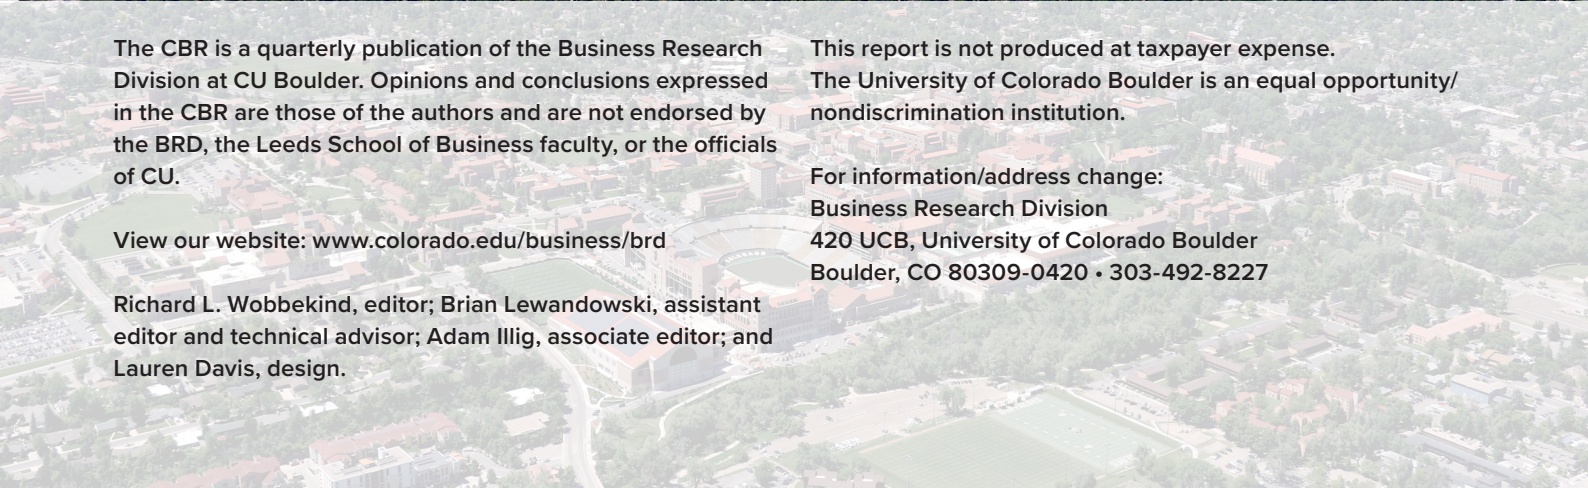 The CBR is a quarterly publication of the Business Research
Division at CU Boulder. Opinions and conclusions expressed
in the CBR are those of the authors and are not endorsed by
the BRD, the Leeds School of Business faculty, or the officials
of CU.
View our website: www.colorado.edu/business/brd
Richard L. Wobbekind, editor; Brian Lewandowski, assistant
editor and technical advisor; Adam Illig, associate editor; and
Lauren Davis, design.
This report is not produced at taxpayer expense.
The University of Colorado Boulder is an equal opportunity/
nondiscrimination institution.
For information/address change:
Business Research Division
420 UCB, University of Colorado Boulder
Boulder, CO 80309-0420 • 303-492-8227